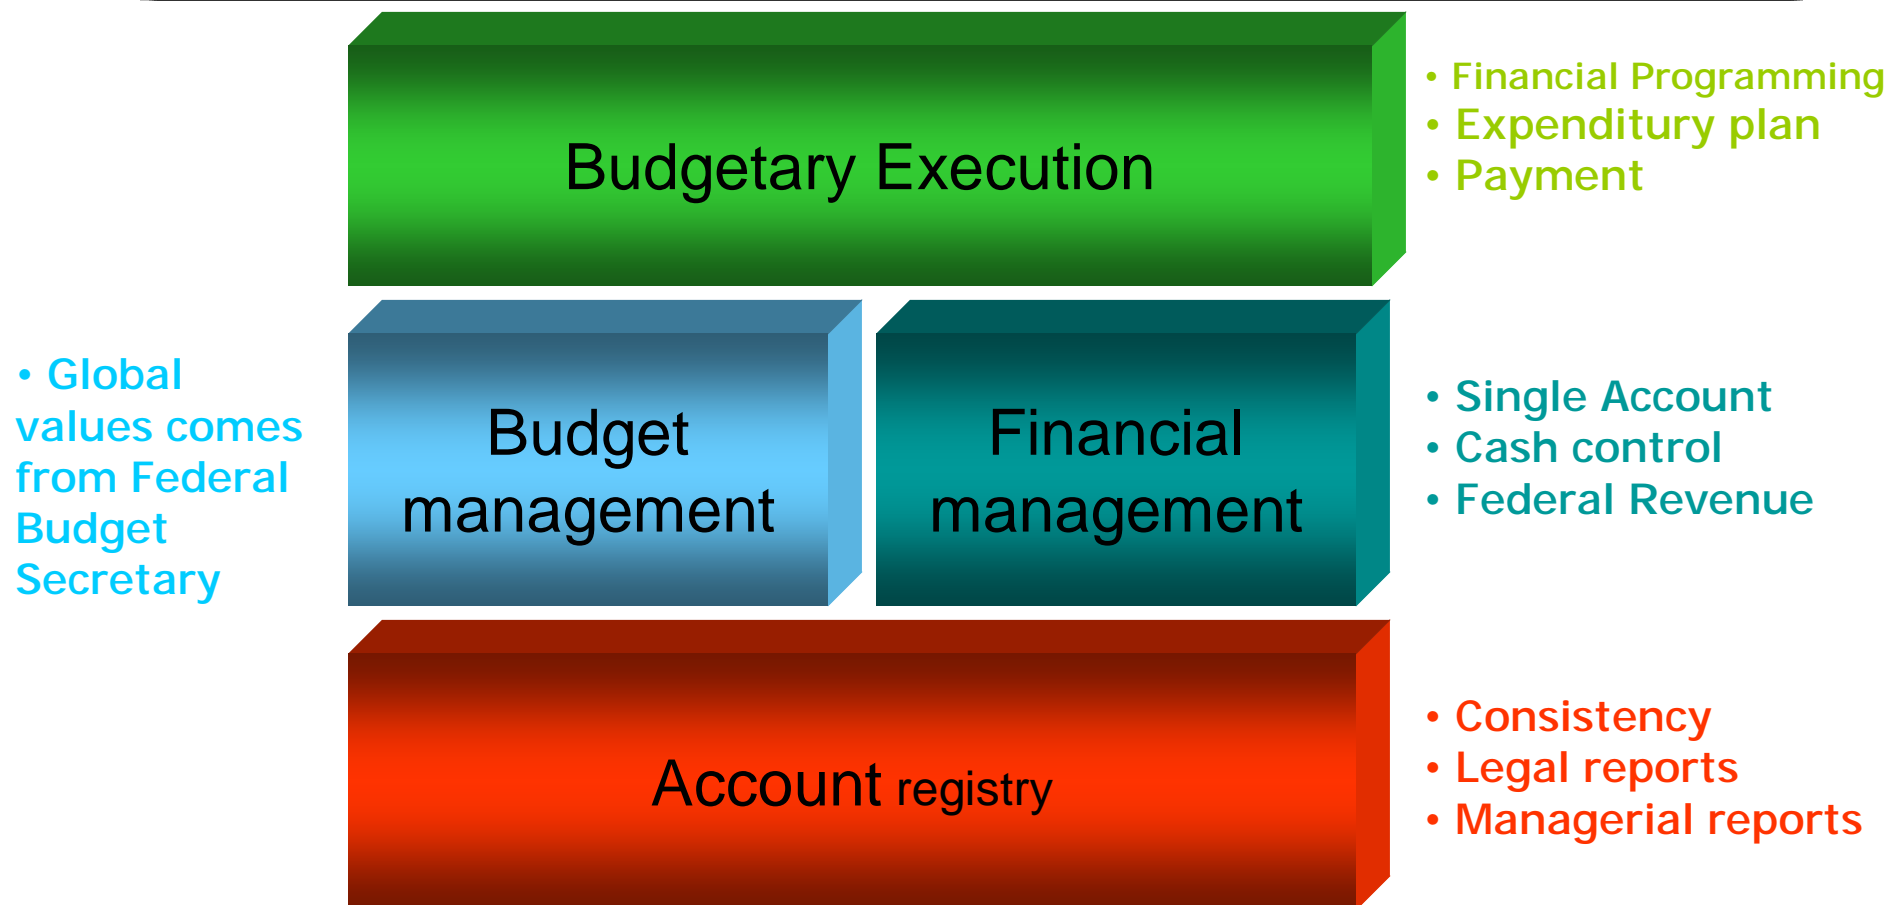 Budgetary Execution
• Financial Programming
• Expenditury plan
• Payment
• Global
values comes
from Federal
Budget
Secretary
Budget
management
Financial
management
• Single Account
• Cash control
• Federal Revenue
Account registry
• Consistency
• Legal reports
• Managerial reports